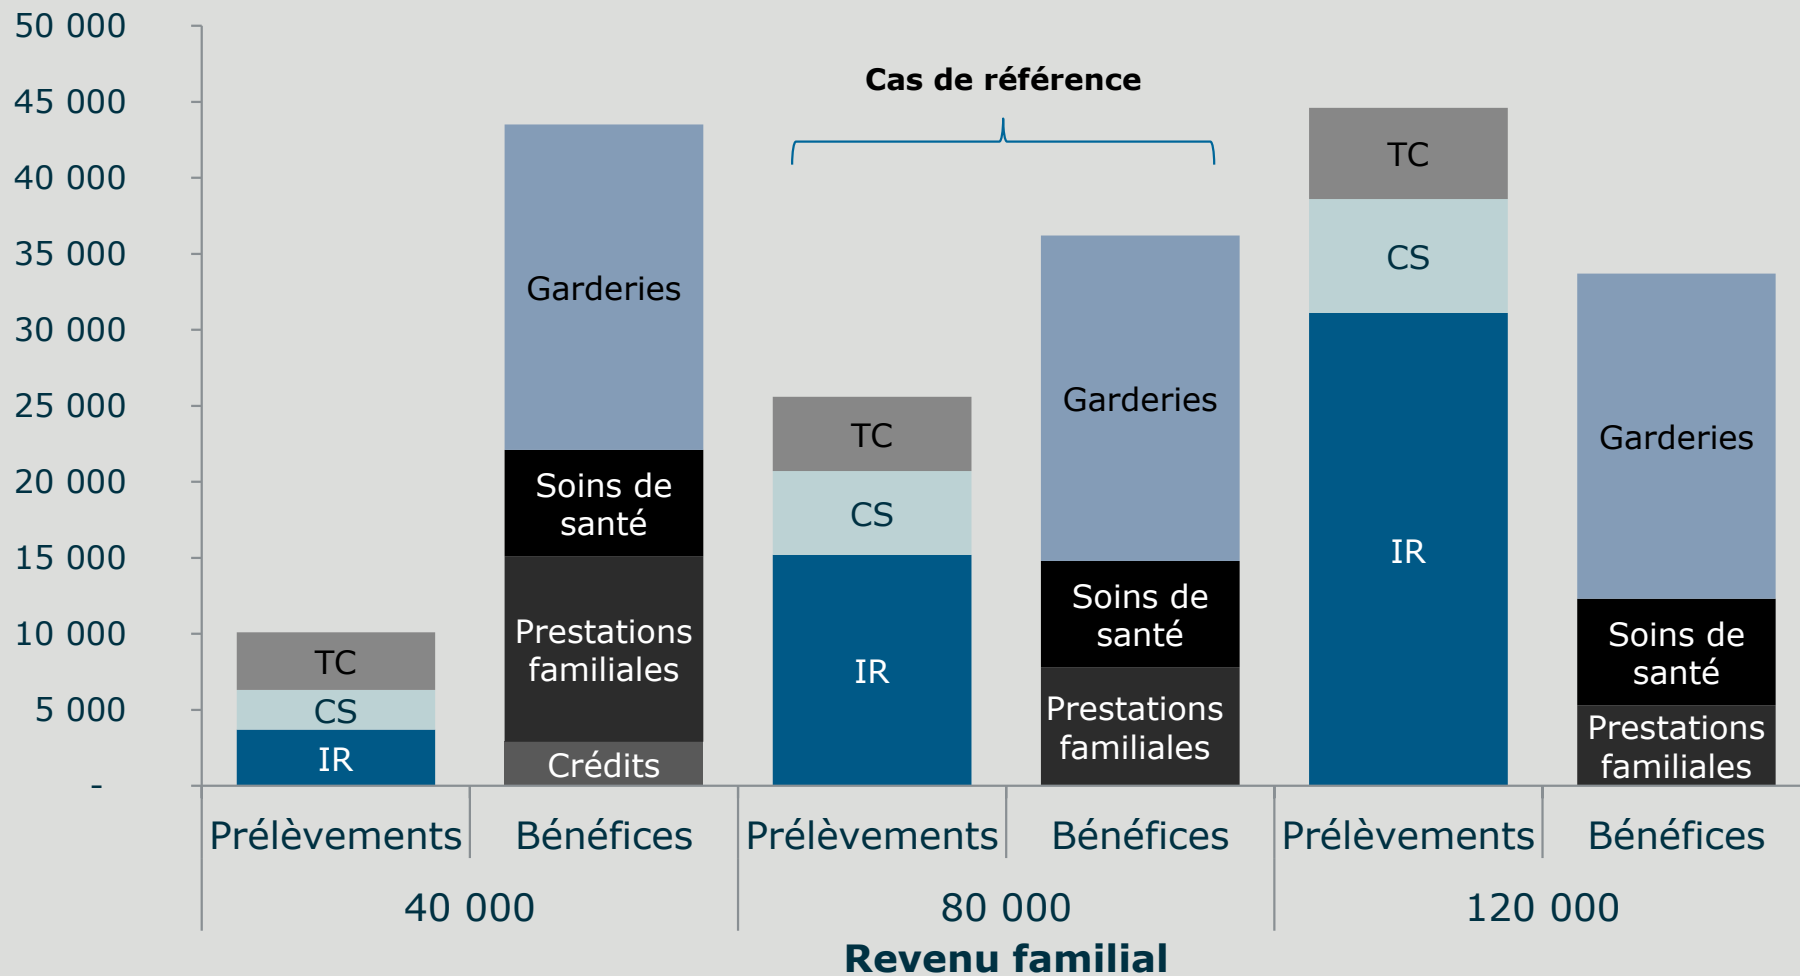 50 000
45 000
40 000
35 000
30 000
25 000
20 000
15 000
10 000
5 000
-
Cas de référence
TC
CS
IR
Garderies
Soins de
santé
Prestations
familiales
Crédits
TC
CS
IR
Garderies
Soins de
santé
Prestations
familiales
TC
CS
IR
Garderies
Soins de
santé
Prestations
familiales
Prélèvements
Bénéfices
Prélèvements
Bénéfices
Prélèvements
Bénéfices
40 000
80 000
120 000
Revenu familial